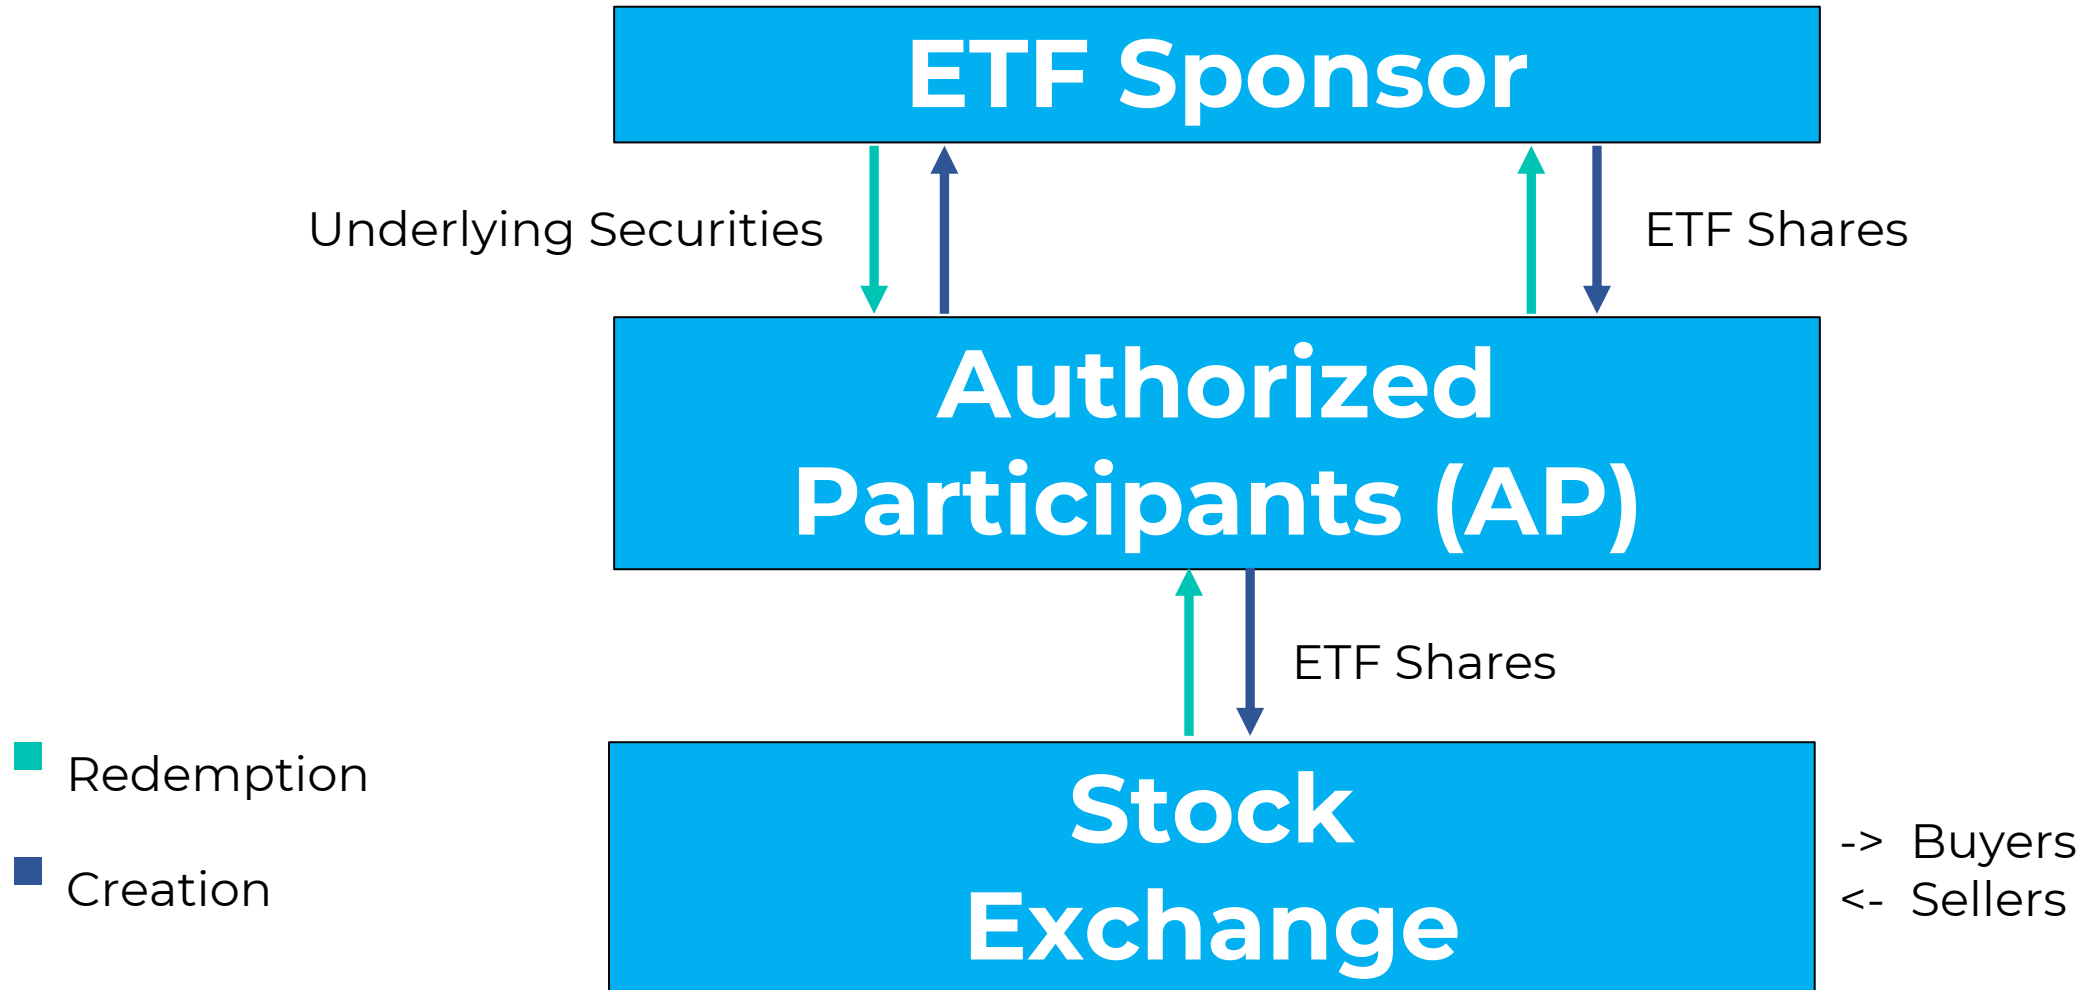 ETF Sponsor
Underlying Securities
ETF Shares
Authorized
Participants (AP)
ETF Shares
Redemption
Creation
Stock
Exchange
-> Buyers
<- Sellers